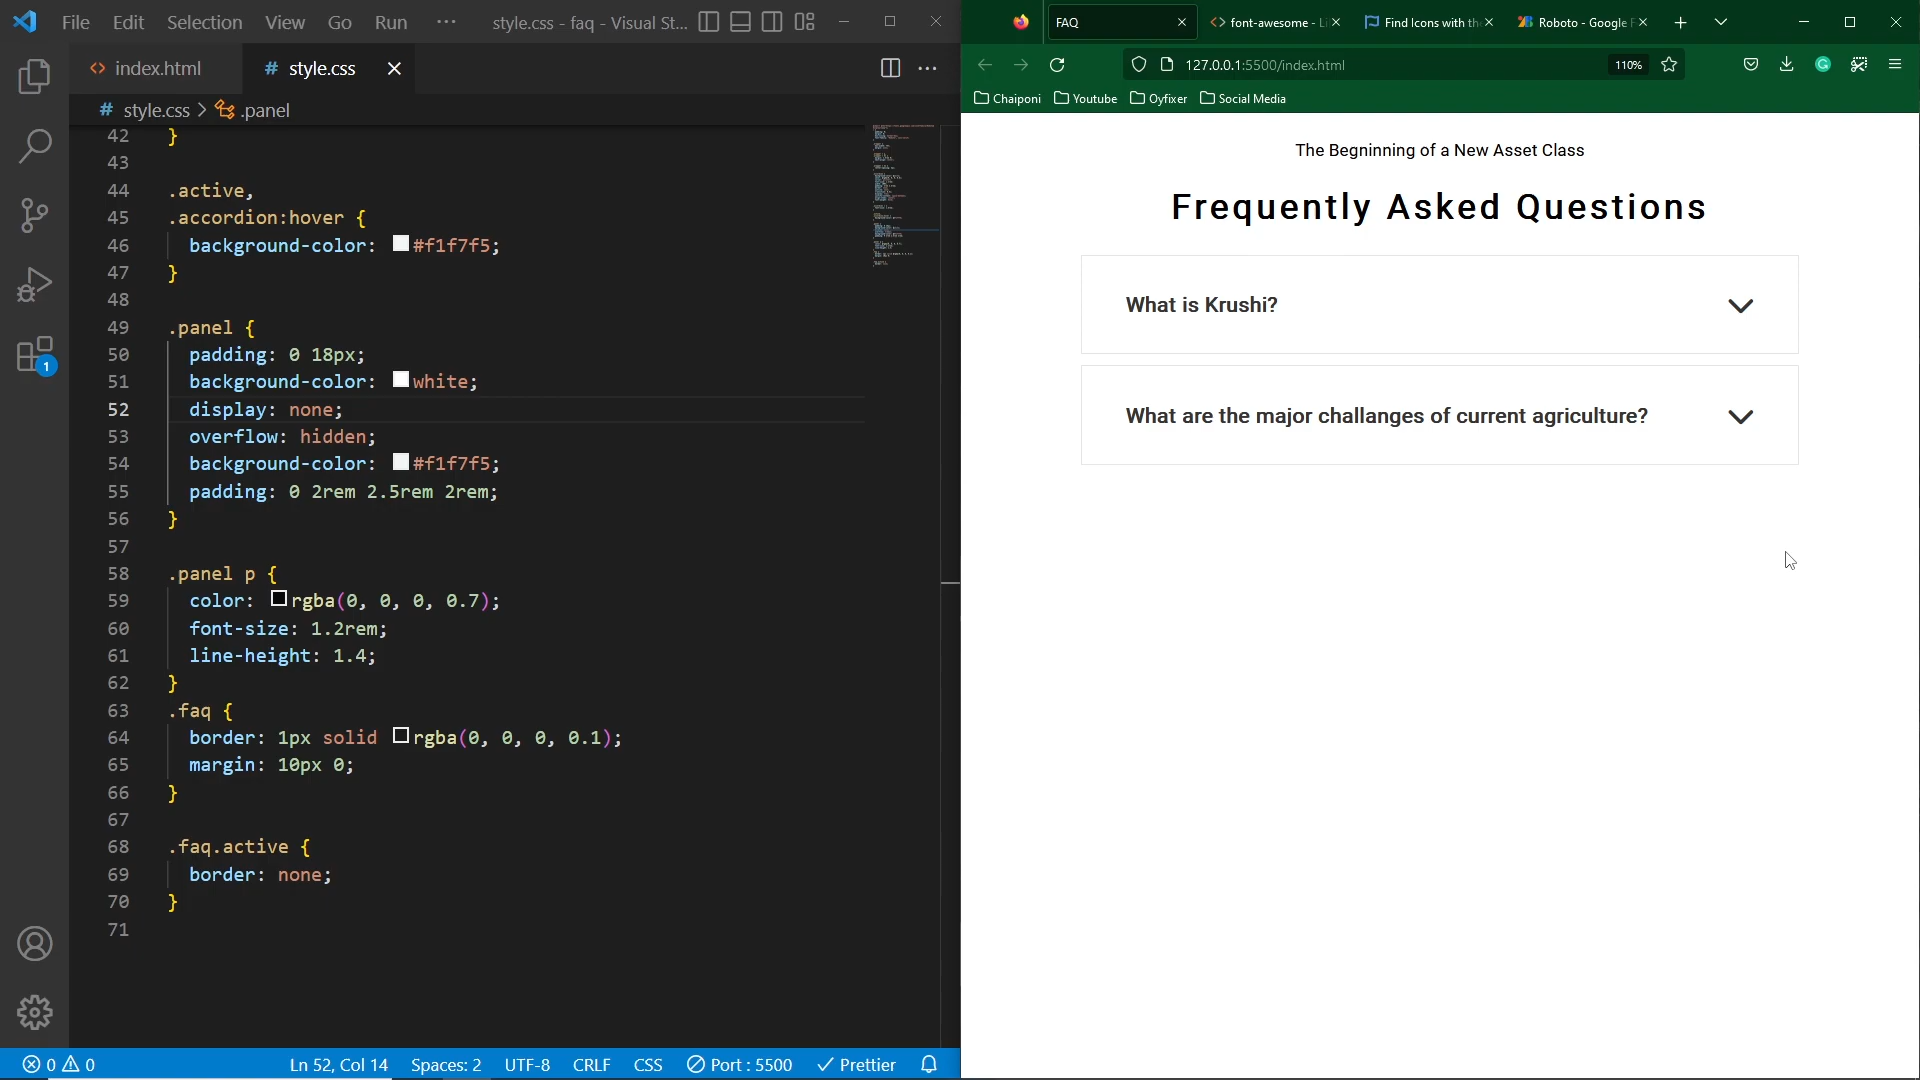 File Edit Selection View Go Run ··· style.css - faq - Visual St...
index.html
# style.css
# style.css > .panel
42 }
43
44 .active,
45 .accordion:hover {
46 background-color: #f1f7f5;
47 }
48
49 .panel {
50 padding: 0 18px;
51 background-color: white;
52 display: none;
53 overflow: hidden;
54 background-color: #f1f7f5;
55 padding: 0 2rem 2.5rem 2rem;
56 }
57
58 .panel p {
59 color: rgba(0, 0, 0, 0.7);
60 font-size: 1.2rem;
61 line-height: 1.4;
62 }
63 .faq {
64 border: 1px solid rgba(0, 0, 0, 0.1);
65 margin: 10px 0;
66 }
67
68 .faq.active {
69 border: none;
70 }
71
1
0 0 Ln 52, Col 14 Spaces: 2 UTF-8 CRLF CSS Port : 5500 Prettier
FAQ font-awesome - Li Find Icons with the Roboto - Google F
127.0.0.1:5500/index.html 110%
Chaiponi Youtube Oyfixer Social Media
The Begninning of a New Asset Class
Frequently Asked Questions
What is Krushi?
What are the major challanges of current agriculture?